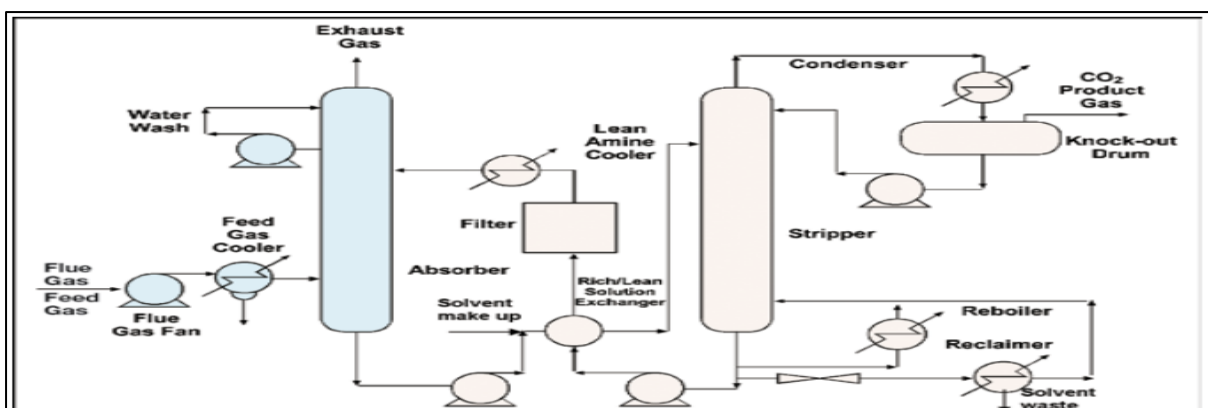 Exhaust
Gas
Water
Wash
Feed
Gas
Cooler
Flue
Gas
Feed
Gas
Flue
Gas Fan
Absorber
Solvent
make up
Lean
Amine
Cooler
Filter
Rich/Lean
Solution
Exchanger
Condenser
CO₂
Product
Gas
Knock-out
Drum
Stripper
Reboiler
Reclaimer
Solvent
waste